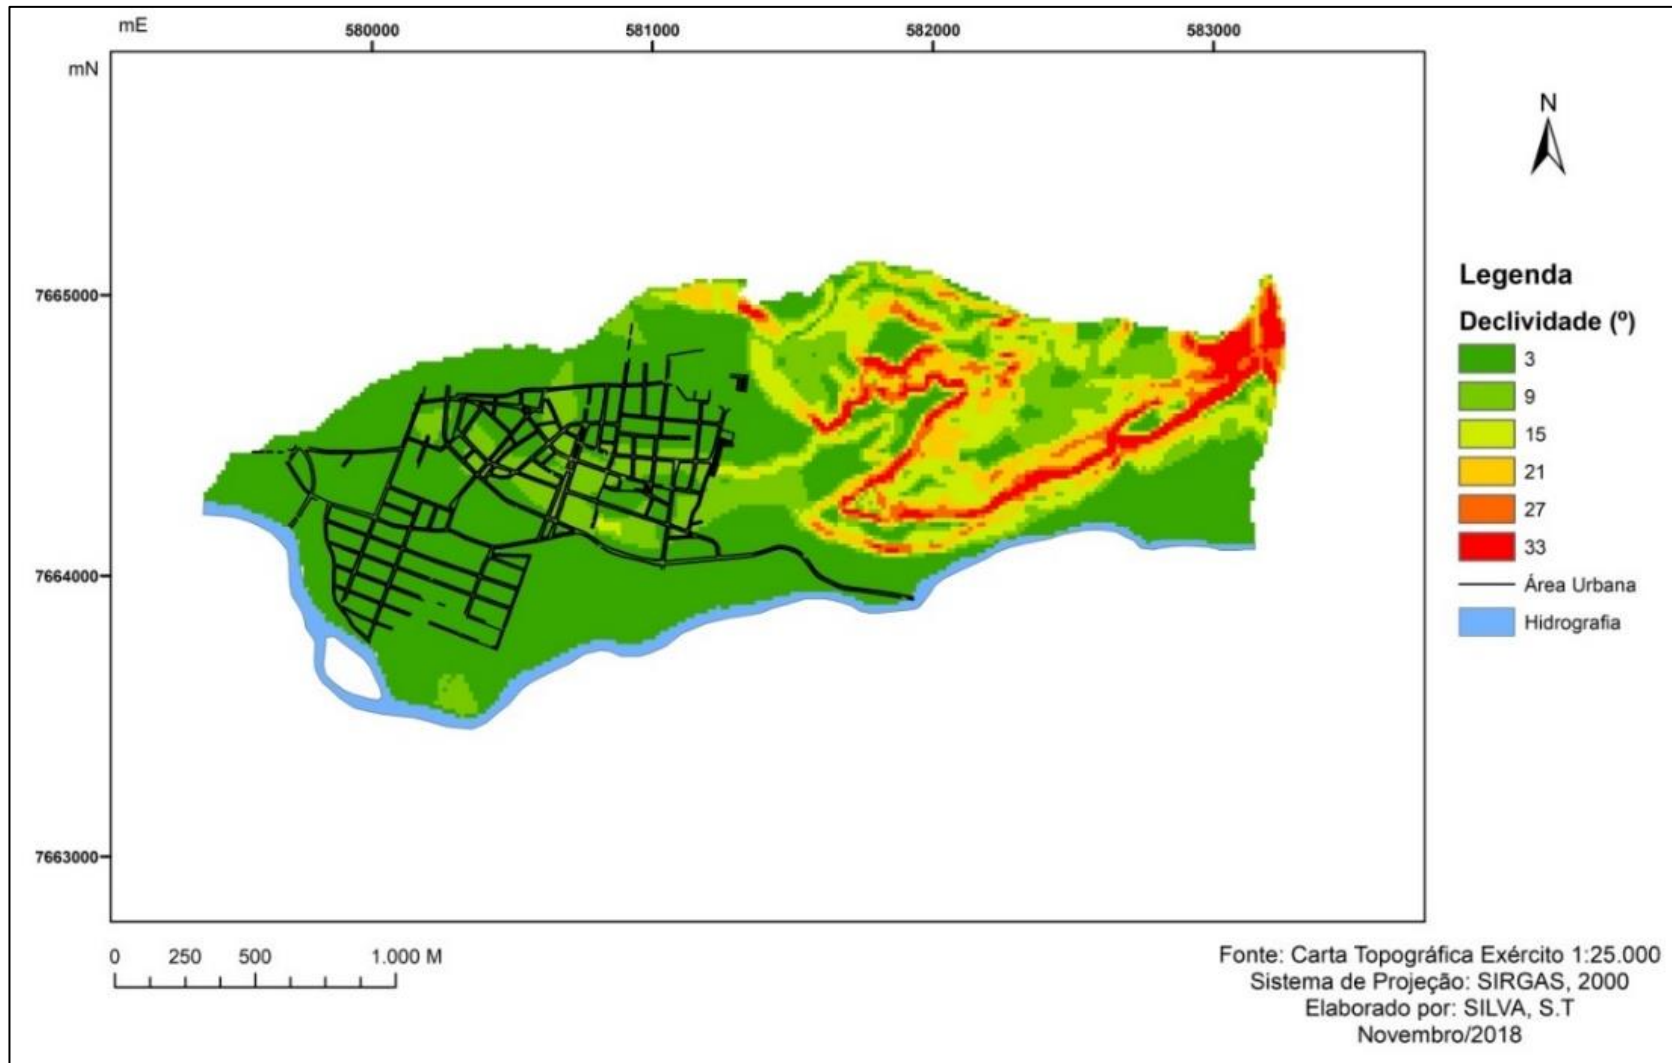 mE
580000
581000
582000
583000
mN
N
7665000
7664000
7663000
Legenda
Declividade (º)
3
9
15
21
27
33
Área Urbana
Hidrografia
0 250 500 1.000 M
Fonte: Carta Topográfica Exército 1:25.000
Sistema de Projeção: SIRGAS, 2000
Elaborado por: SILVA, S.T
Novembro/2018